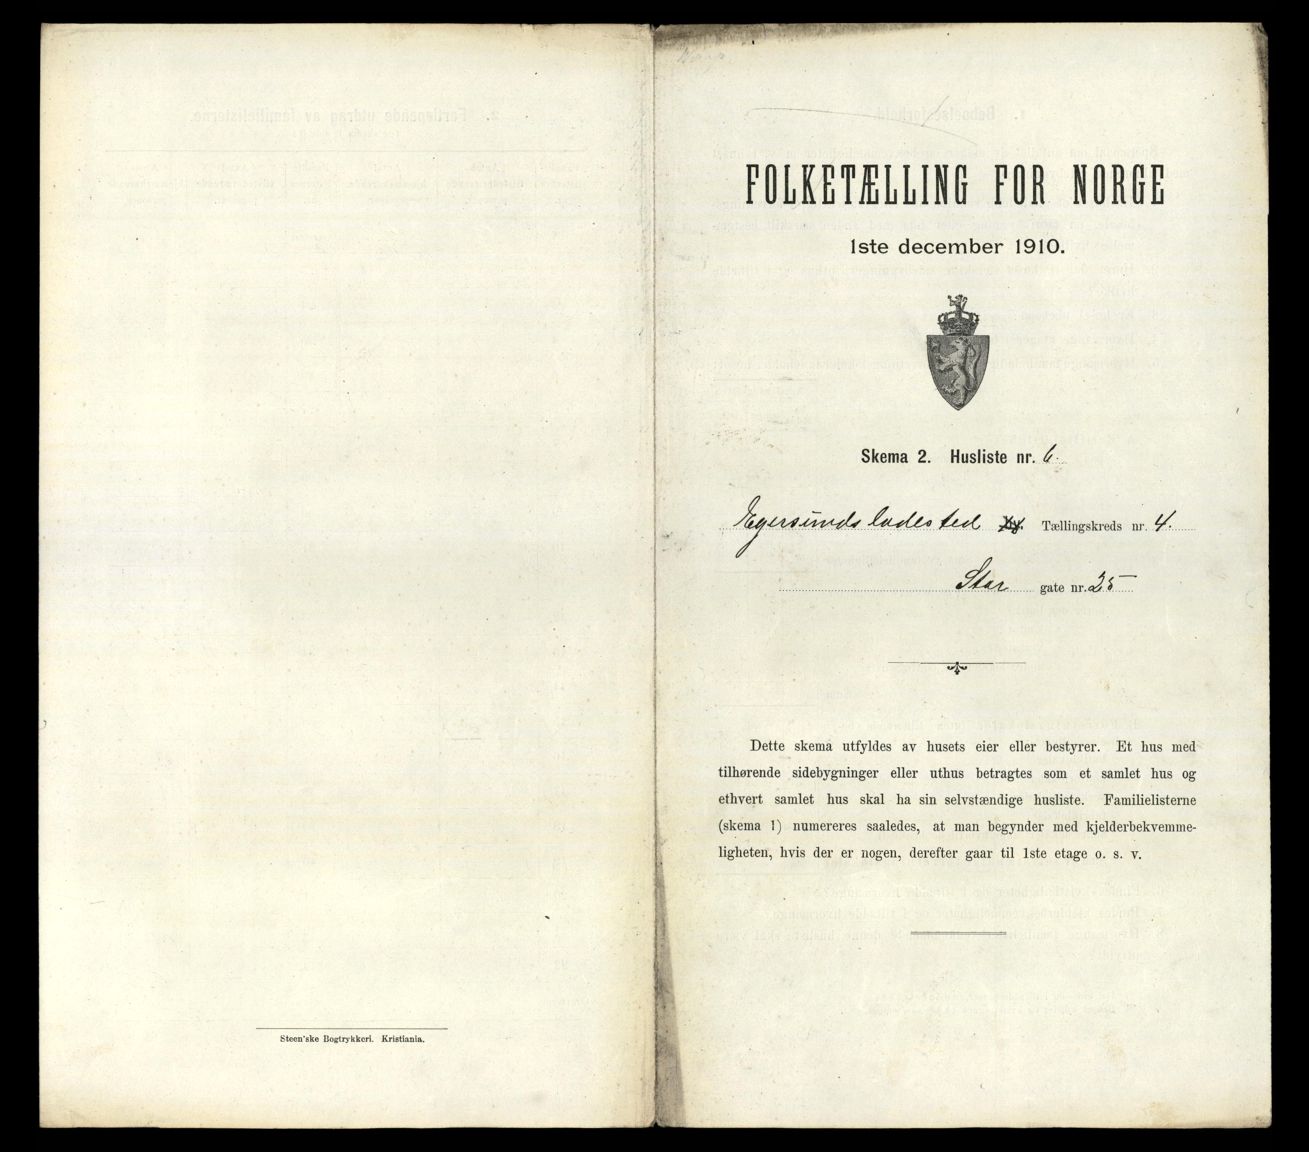 Steen'ske Bogtrykkeri. Kristiania.
FOLKETÆLLING FOR NORGE
1ste december 1910.
Skema 2. Husliste nr. 6.
Egersunds ladested by. Tællingskreds nr. 4.
Stor gate nr. 25
Dette skema utfyldes av husets eier eller bestyrer. Et hus med
tilhørende sidebygninger eller uthus betragtes som et samlet hus og
ethvert samlet hus skal ha sin selvstændige husliste. Familielisterne
(skema 1) numereres saaledes, at man begynder med kjelderbekvemme-
ligheten, hvis der er nogen, derefter gaar til 1ste etage o. s. v.